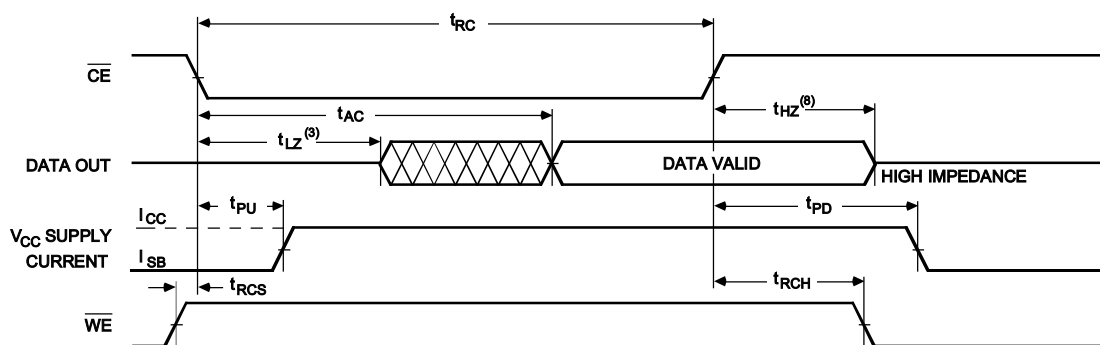 tRC
CE
tAC
tHZ(8)
tLZ(3)
DATA OUT
DATA VALID
HIGH IMPEDANCE
tPU
tPD
ICC
VCC SUPPLY
CURRENT
ISB
tRCS
tRCH
WE